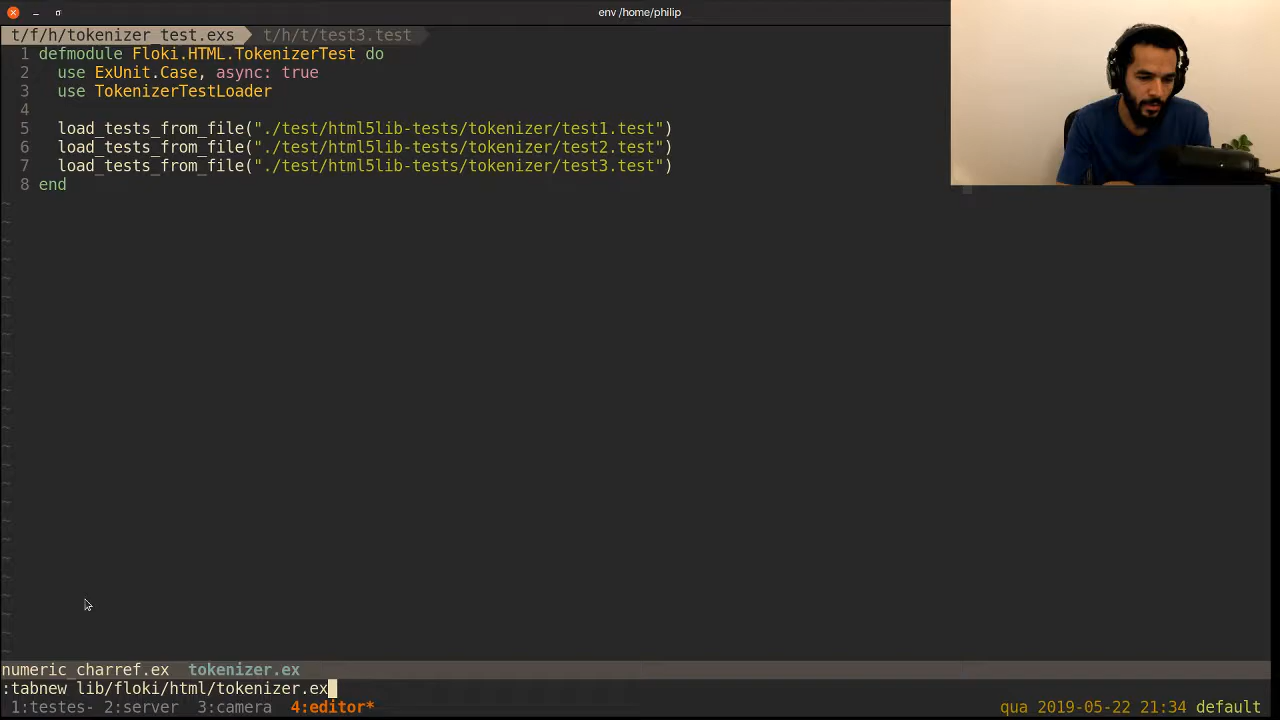 env /home/philip
t/f/h/tokenizer_test.exs t/h/t/test3.test
1 defmodule Floki.HTML.TokenizerTest do
2 use ExUnit.Case, async: true
3 use TokenizerTestLoader
4
5 load_tests_from_file("./test/html5lib-tests/tokenizer/test1.test")
6 load_tests_from_file("./test/html5lib-tests/tokenizer/test2.test")
7 load_tests_from_file("./test/html5lib-tests/tokenizer/test3.test")
8 end
numeric_charref.ex tokenizer.ex
:tabnew lib/floki/html/tokenizer.ex
1:testes- 2:server 3:camera 4:editor* qua 2019-05-22 21:34 default